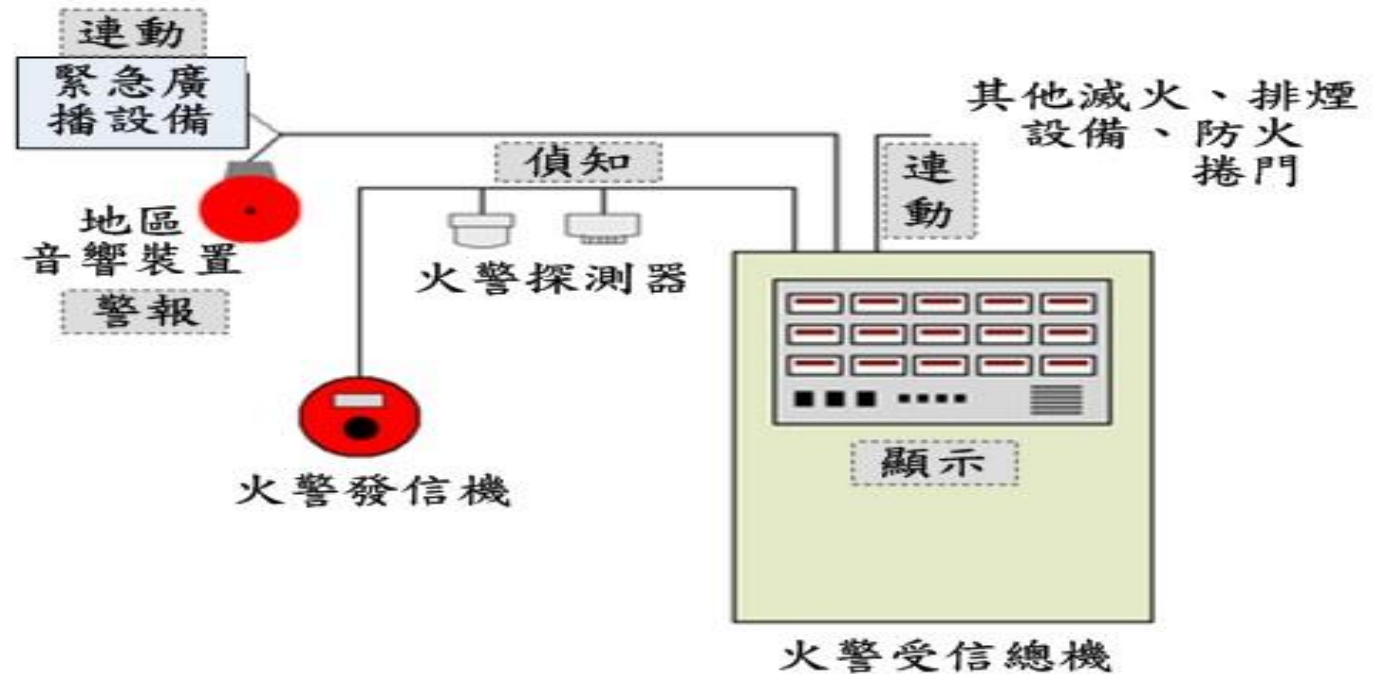 連動
緊急廣
播設備
地區
音響裝置
警報
偵知
火警探測器
火警發信機
連
動
其他滅火、排煙
設備、防火
捲門
顯示
火警受信總機